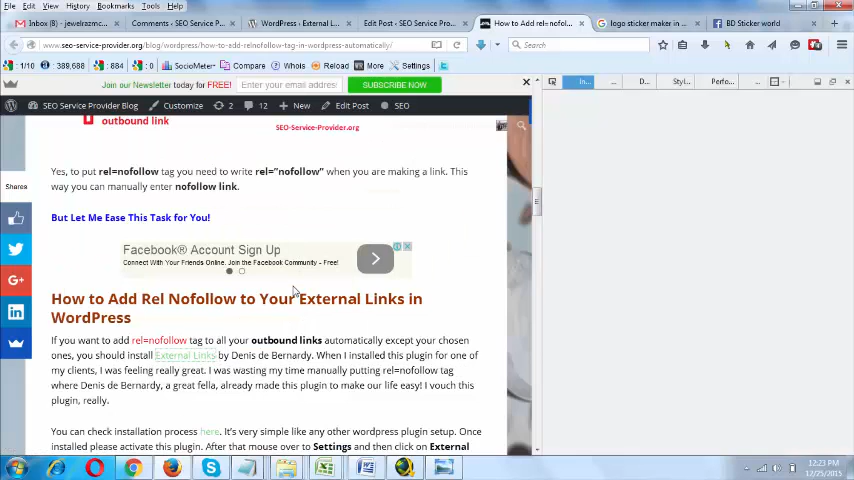 File Edit View History Bookmarks Tools Help
Inbox (0) - jewelrazmc...
Comments ‹ SEO Service P...
WordPress › External L...
Edit Post ‹ SEO Service Prov...
How to Add rel=nofol...
logo sticker maker in ...
BD Sticker world
www.seo-service-provider.org/blog/wordpress/how-to-add-relnofollow-tag-in-wordpress-automatically/
Search
1/10 389,688 884 0 SocioMeter Compare Whois Reload More Settings
Join our Newsletter today for FREE! Enter your email address: SUBSCRIBE NOW
In... ... D... Styl... Perfo... ...
SEO Service Provider Blog Customize 2 12 New Edit Post SEO
outbound link
SEO-Service-Provider.org
Yes, to put rel=nofollow tag you need to write rel="nofollow" when you are making a link. This
way you can manually enter nofollow link.
Shares
But Let Me Ease This Task for You!
Facebook® Account Sign Up
Connect With Your Friends Online. Join the Facebook Community - Free!
How to Add Rel Nofollow to Your External Links in
WordPress
If you want to add rel=nofollow tag to all your outbound links automatically except your chosen
ones, you should install External Links by Denis de Bernardy. When I installed this plugin for one of
my clients, I was feeling really great. I was wasting my time manually putting rel=nofollow tag
where Denis de Bernardy, a great fella, already made this plugin to make our life easy! I vouch this
plugin, really.
You can check installation process here. It's very simple like any other wordpress plugin setup. Once
installed please activate this plugin. After that mouse over to Settings and then click on External
12:23 PM
12/25/2015